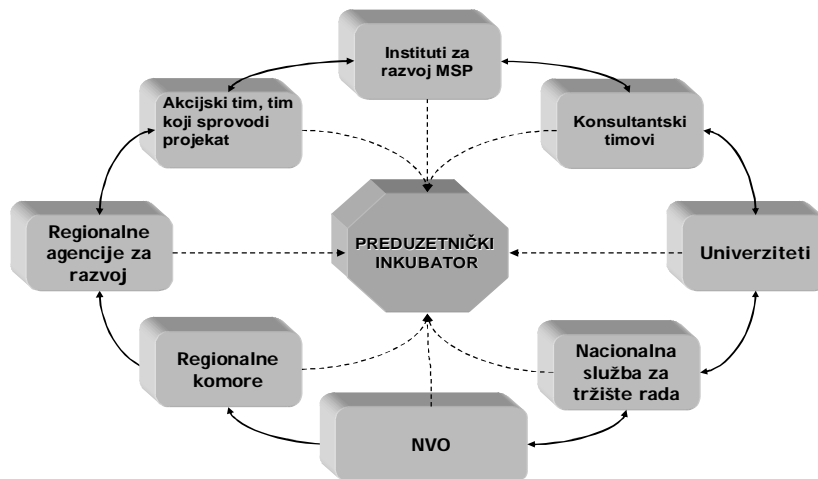 Instituti za
razvoj MSP
Akcijski tim, tim
koji sprovodi
projekat
Konsultantski
timovi
Regionalne
agencije za
razvoj
PREDUZETNIČKI
INKUBATOR
Univerziteti
Regionalne
komore
Nacionalna
služba za
tržište rada
NVO